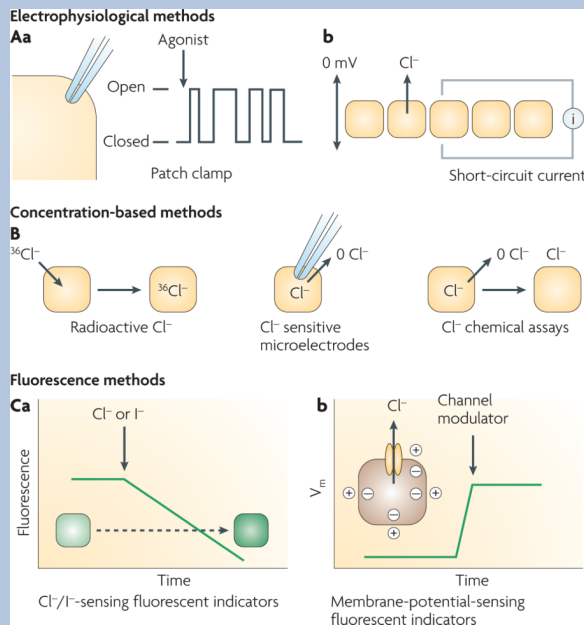 Electrophysiological methods
Aa
Agonist
Open
Closed
Patch clamp
b
0 mV
Cl⁻
i
Short-circuit current
Concentration-based methods
B
³⁶Cl⁻
³⁶Cl⁻
Radioactive Cl⁻
0 Cl⁻
Cl⁻
Cl⁻ sensitive
microelectrodes
0 Cl⁻
Cl⁻
Cl⁻
Cl⁻ chemical assays
Fluorescence methods
Ca
Cl⁻ or I⁻
Fluorescence
Time
Cl⁻/I⁻-sensing fluorescent indicators
b
Cl⁻
Channel
modulator
Vₘ
+
−
−
+
+
−
−
+
−
+
Time
Membrane-potential-sensing
fluorescent indicators